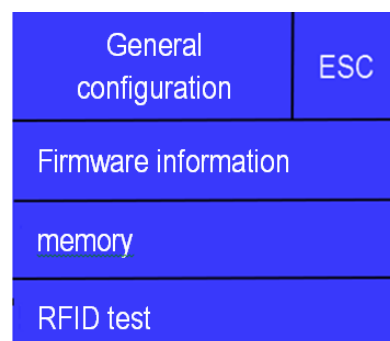 General
configuration
ESC
Firmware information
memory
RFID test